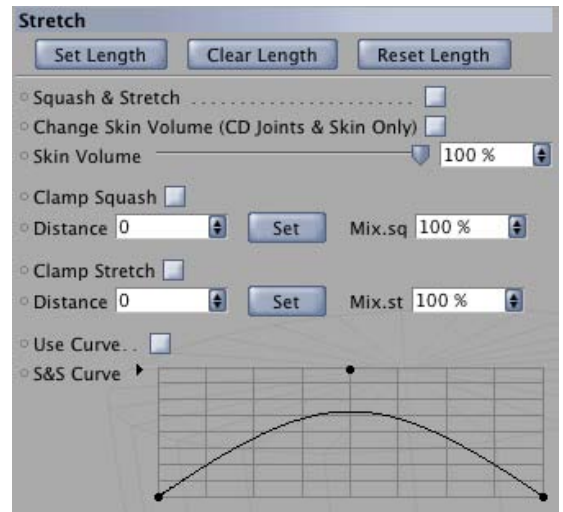 Stretch
Set Length Clear Length Reset Length
Squash & Stretch
Change Skin Volume (CD Joints & Skin Only)
Skin Volume 100 %
Clamp Squash
Distance 0 Set Mix.sq 100 %
Clamp Stretch
Distance 0 Set Mix.st 100 %
Use Curve. .
S&S Curve